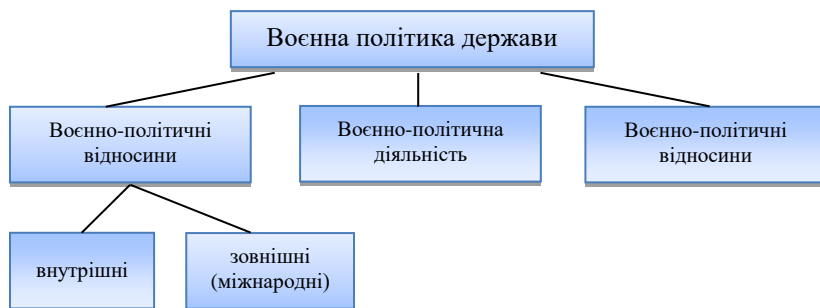 Воєнна політика держави
Воєнно-політичні
відносини
Воєнно-політична
діяльність
Воєнно-політичні
відносини
внутрішні
зовнішні
(міжнародні)